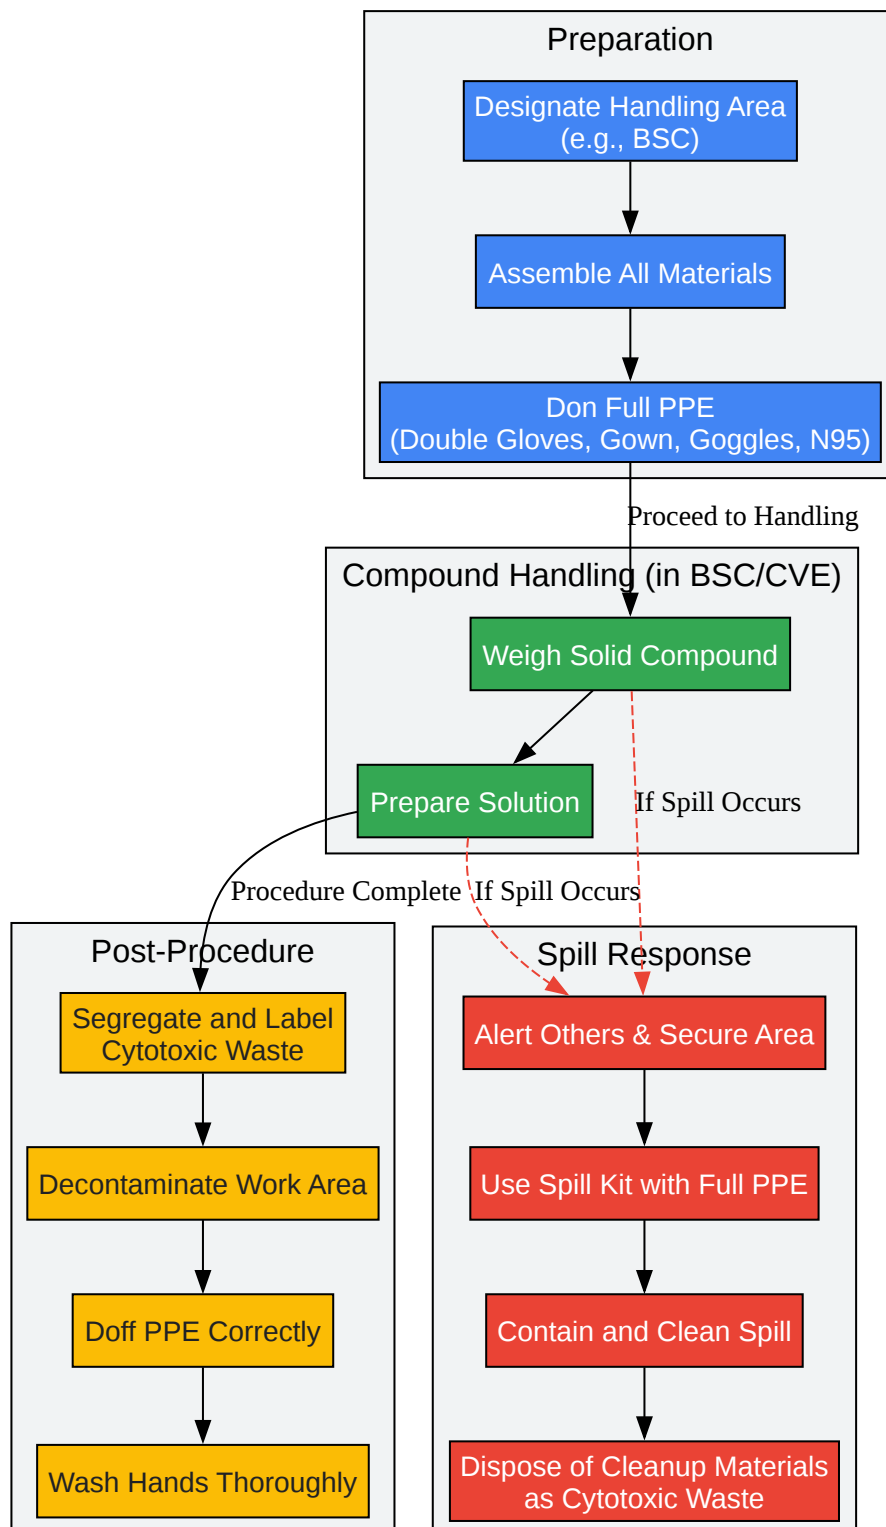 Preparation
Designate Handling Area
(e.g., BSC)
Assemble All Materials
Don Full PPE
(Double Gloves, Gown, Goggles, N95)
Proceed to Handling
Compound Handling (in BSC/CVE)
Weigh Solid Compound
Prepare Solution
If Spill Occurs
Procedure Complete
If Spill Occurs
Post-Procedure
Segregate and Label
Cytotoxic Waste
Decontaminate Work Area
Doff PPE Correctly
Wash Hands Thoroughly
Spill Response
Alert Others & Secure Area
Use Spill Kit with Full PPE
Contain and Clean Spill
Dispose of Cleanup Materials
as Cytotoxic Waste